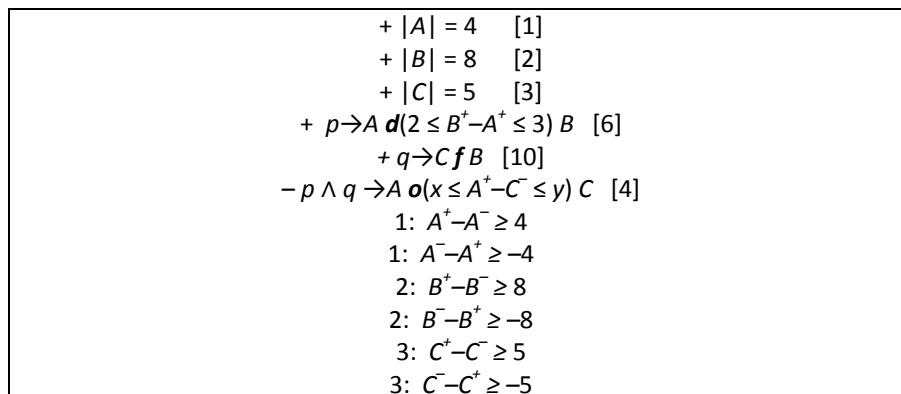 + |A| = 4 [1]
+ |B| = 8 [2]
+ |C| = 5 [3]
+ p→A d(2 ≤ B⁺–A⁺ ≤ 3) B [6]
+ q→C f B [10]
– p ∧ q →A o(x ≤ A⁺–C⁻ ≤ y) C [4]
1: A⁺–A⁻ ≥ 4
1: A⁻–A⁺ ≥ –4
2: B⁺–B⁻ ≥ 8
2: B⁻–B⁺ ≥ –8
3: C⁺–C⁻ ≥ 5
3: C⁻–C⁺ ≥ –5